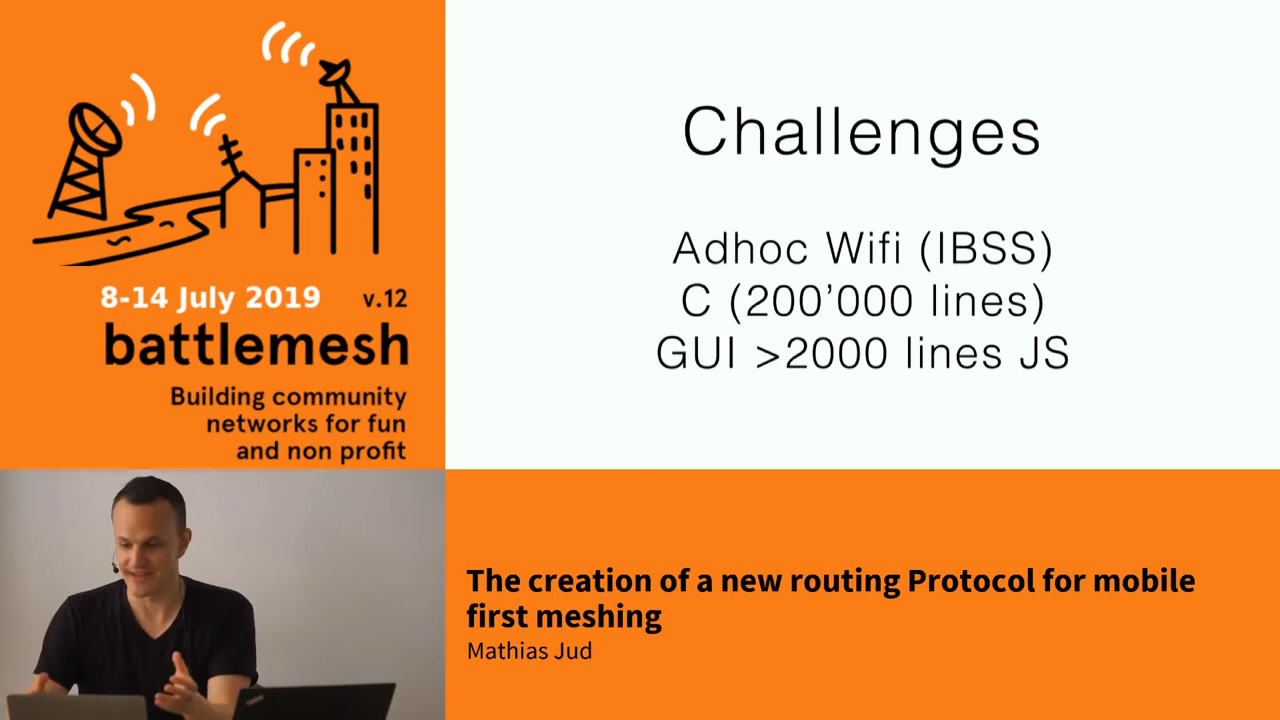 8-14 July 2019 v.12
battlemesh
Building community
networks for fun
and non profit
Challenges
Adhoc Wifi (IBSS)
C (200’000 lines)
GUI >2000 lines JS
The creation of a new routing Protocol for mobile
first meshing
Mathias Jud